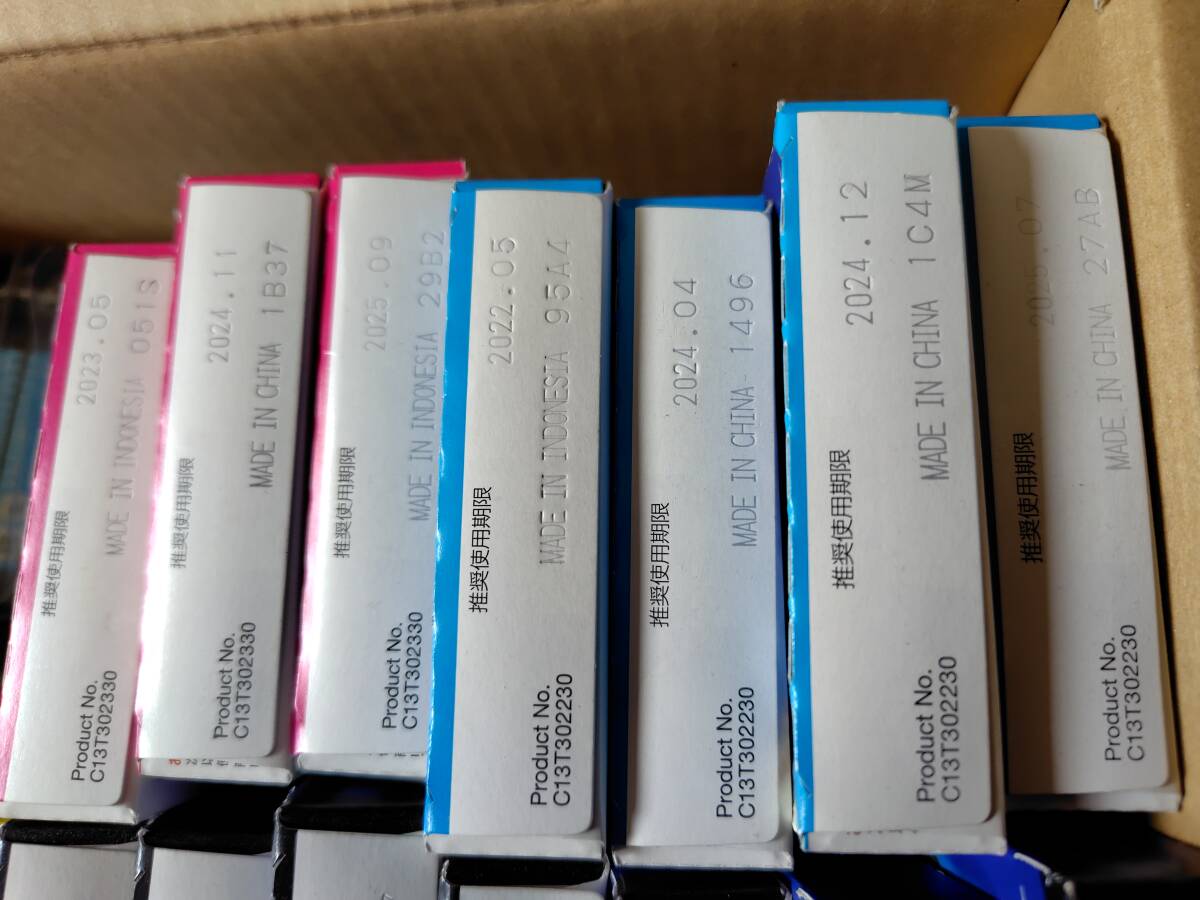 推奨使用期限 2023.05
MADE IN INDONESIA 051S
Product No.
C13T302330
推奨使用期限 2024.11
MADE IN CHINA 1B37
Product No.
C13T302330
推奨使用期限 2025.09
MADE IN INDONESIA 29B2
Product No.
C13T302330
推奨使用期限 2022.05
MADE IN INDONESIA 95A4
Product No.
C13T302230
推奨使用期限 2024.04
MADE IN CHINA 1496
Product No.
C13T302230
推奨使用期限 2024.12
MADE IN CHINA 1C4M
Product No.
C13T302230
推奨使用期限 2025.07
MADE IN CHINA 27AB
Product No.
C13T302230